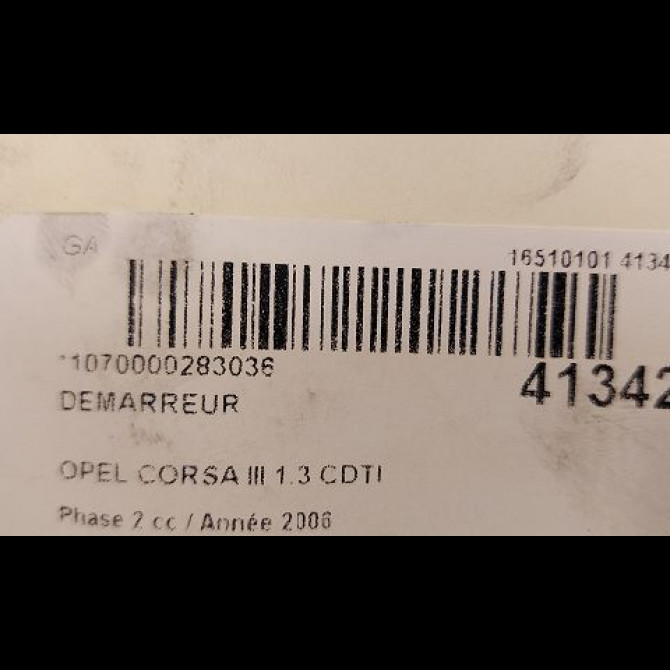 GA
16510101 4134
*1070000283036
41342
DEMARREUR
OPEL CORSA III 1.3 CDTI
Phase 2 cc / Année 2006